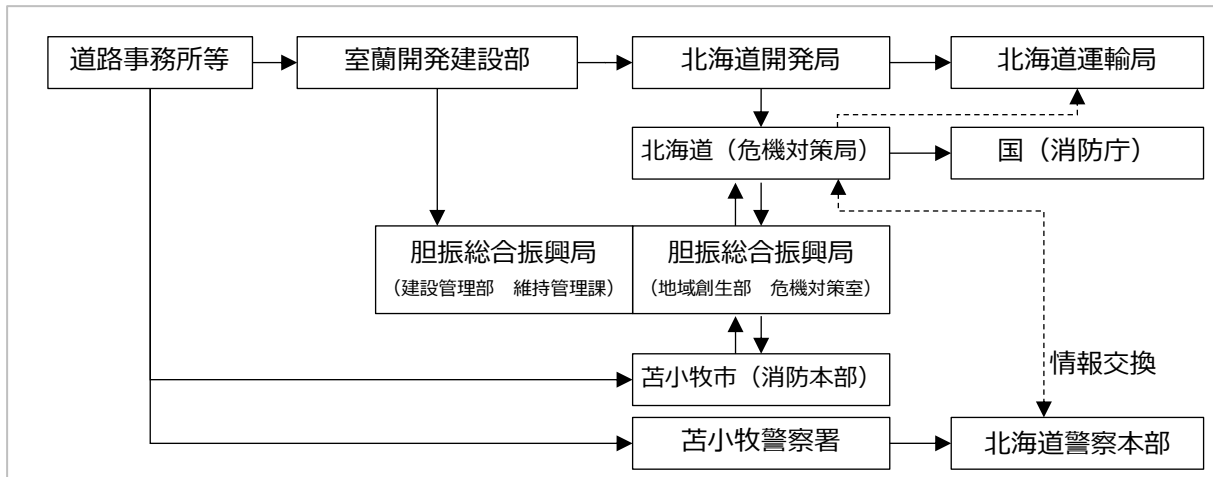 道路事務所等
室蘭開発建設部
北海道開発局
北海道運輸局
北海道（危機対策局）
国（消防庁）
胆振総合振興局
（建設管理部　維持管理課）
胆振総合振興局
（地域創生部　危機対策室）
苫小牧市（消防本部）
情報交換
苫小牧警察署
北海道警察本部